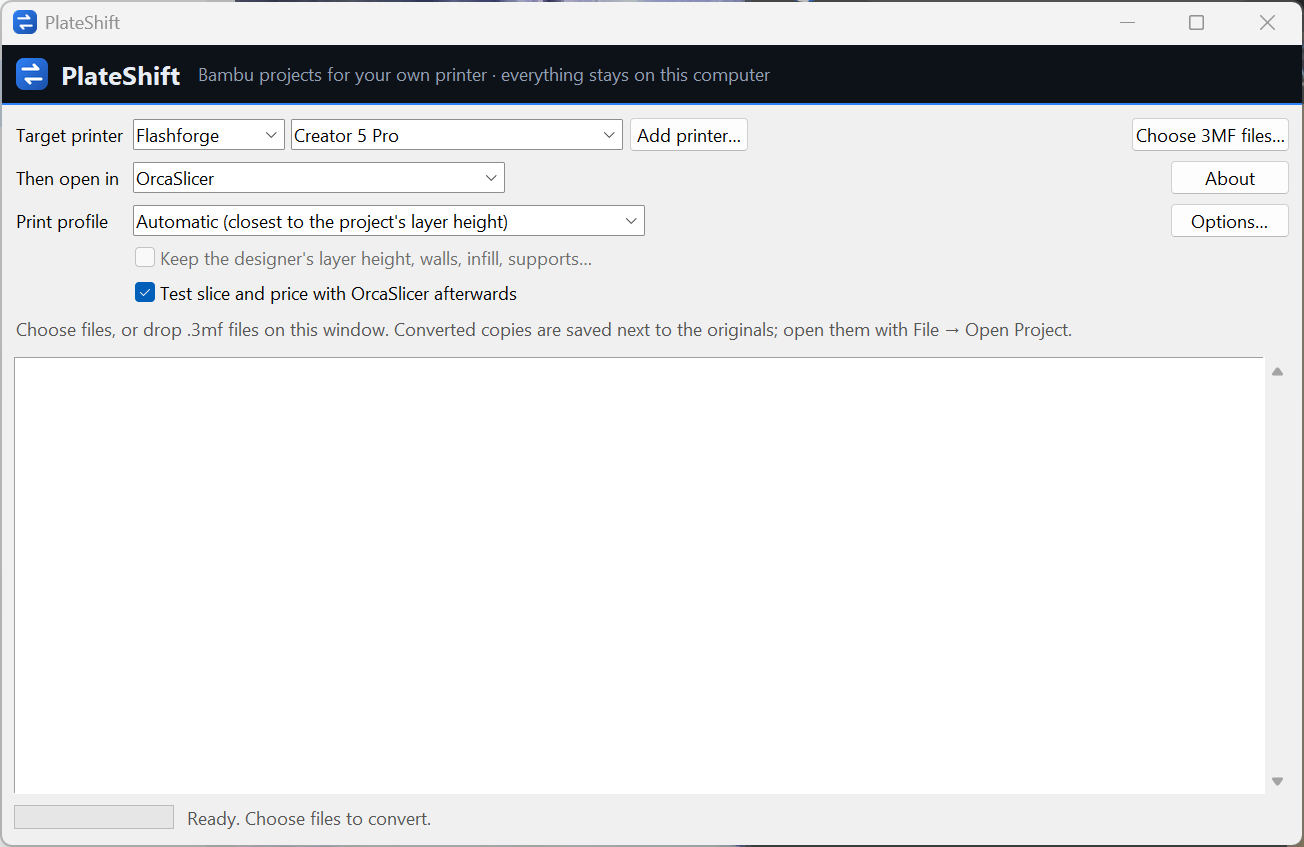 PlateShift
PlateShift Bambu projects for your own printer · everything stays on this computer
Target printer Flashforge Creator 5 Pro Add printer... Choose 3MF files...
Then open in OrcaSlicer About
Print profile Automatic (closest to the project's layer height) Options...
Keep the designer's layer height, walls, infill, supports...
Test slice and price with OrcaSlicer afterwards
Choose files, or drop .3mf files on this window. Converted copies are saved next to the originals; open them with File → Open Project.
Ready. Choose files to convert.